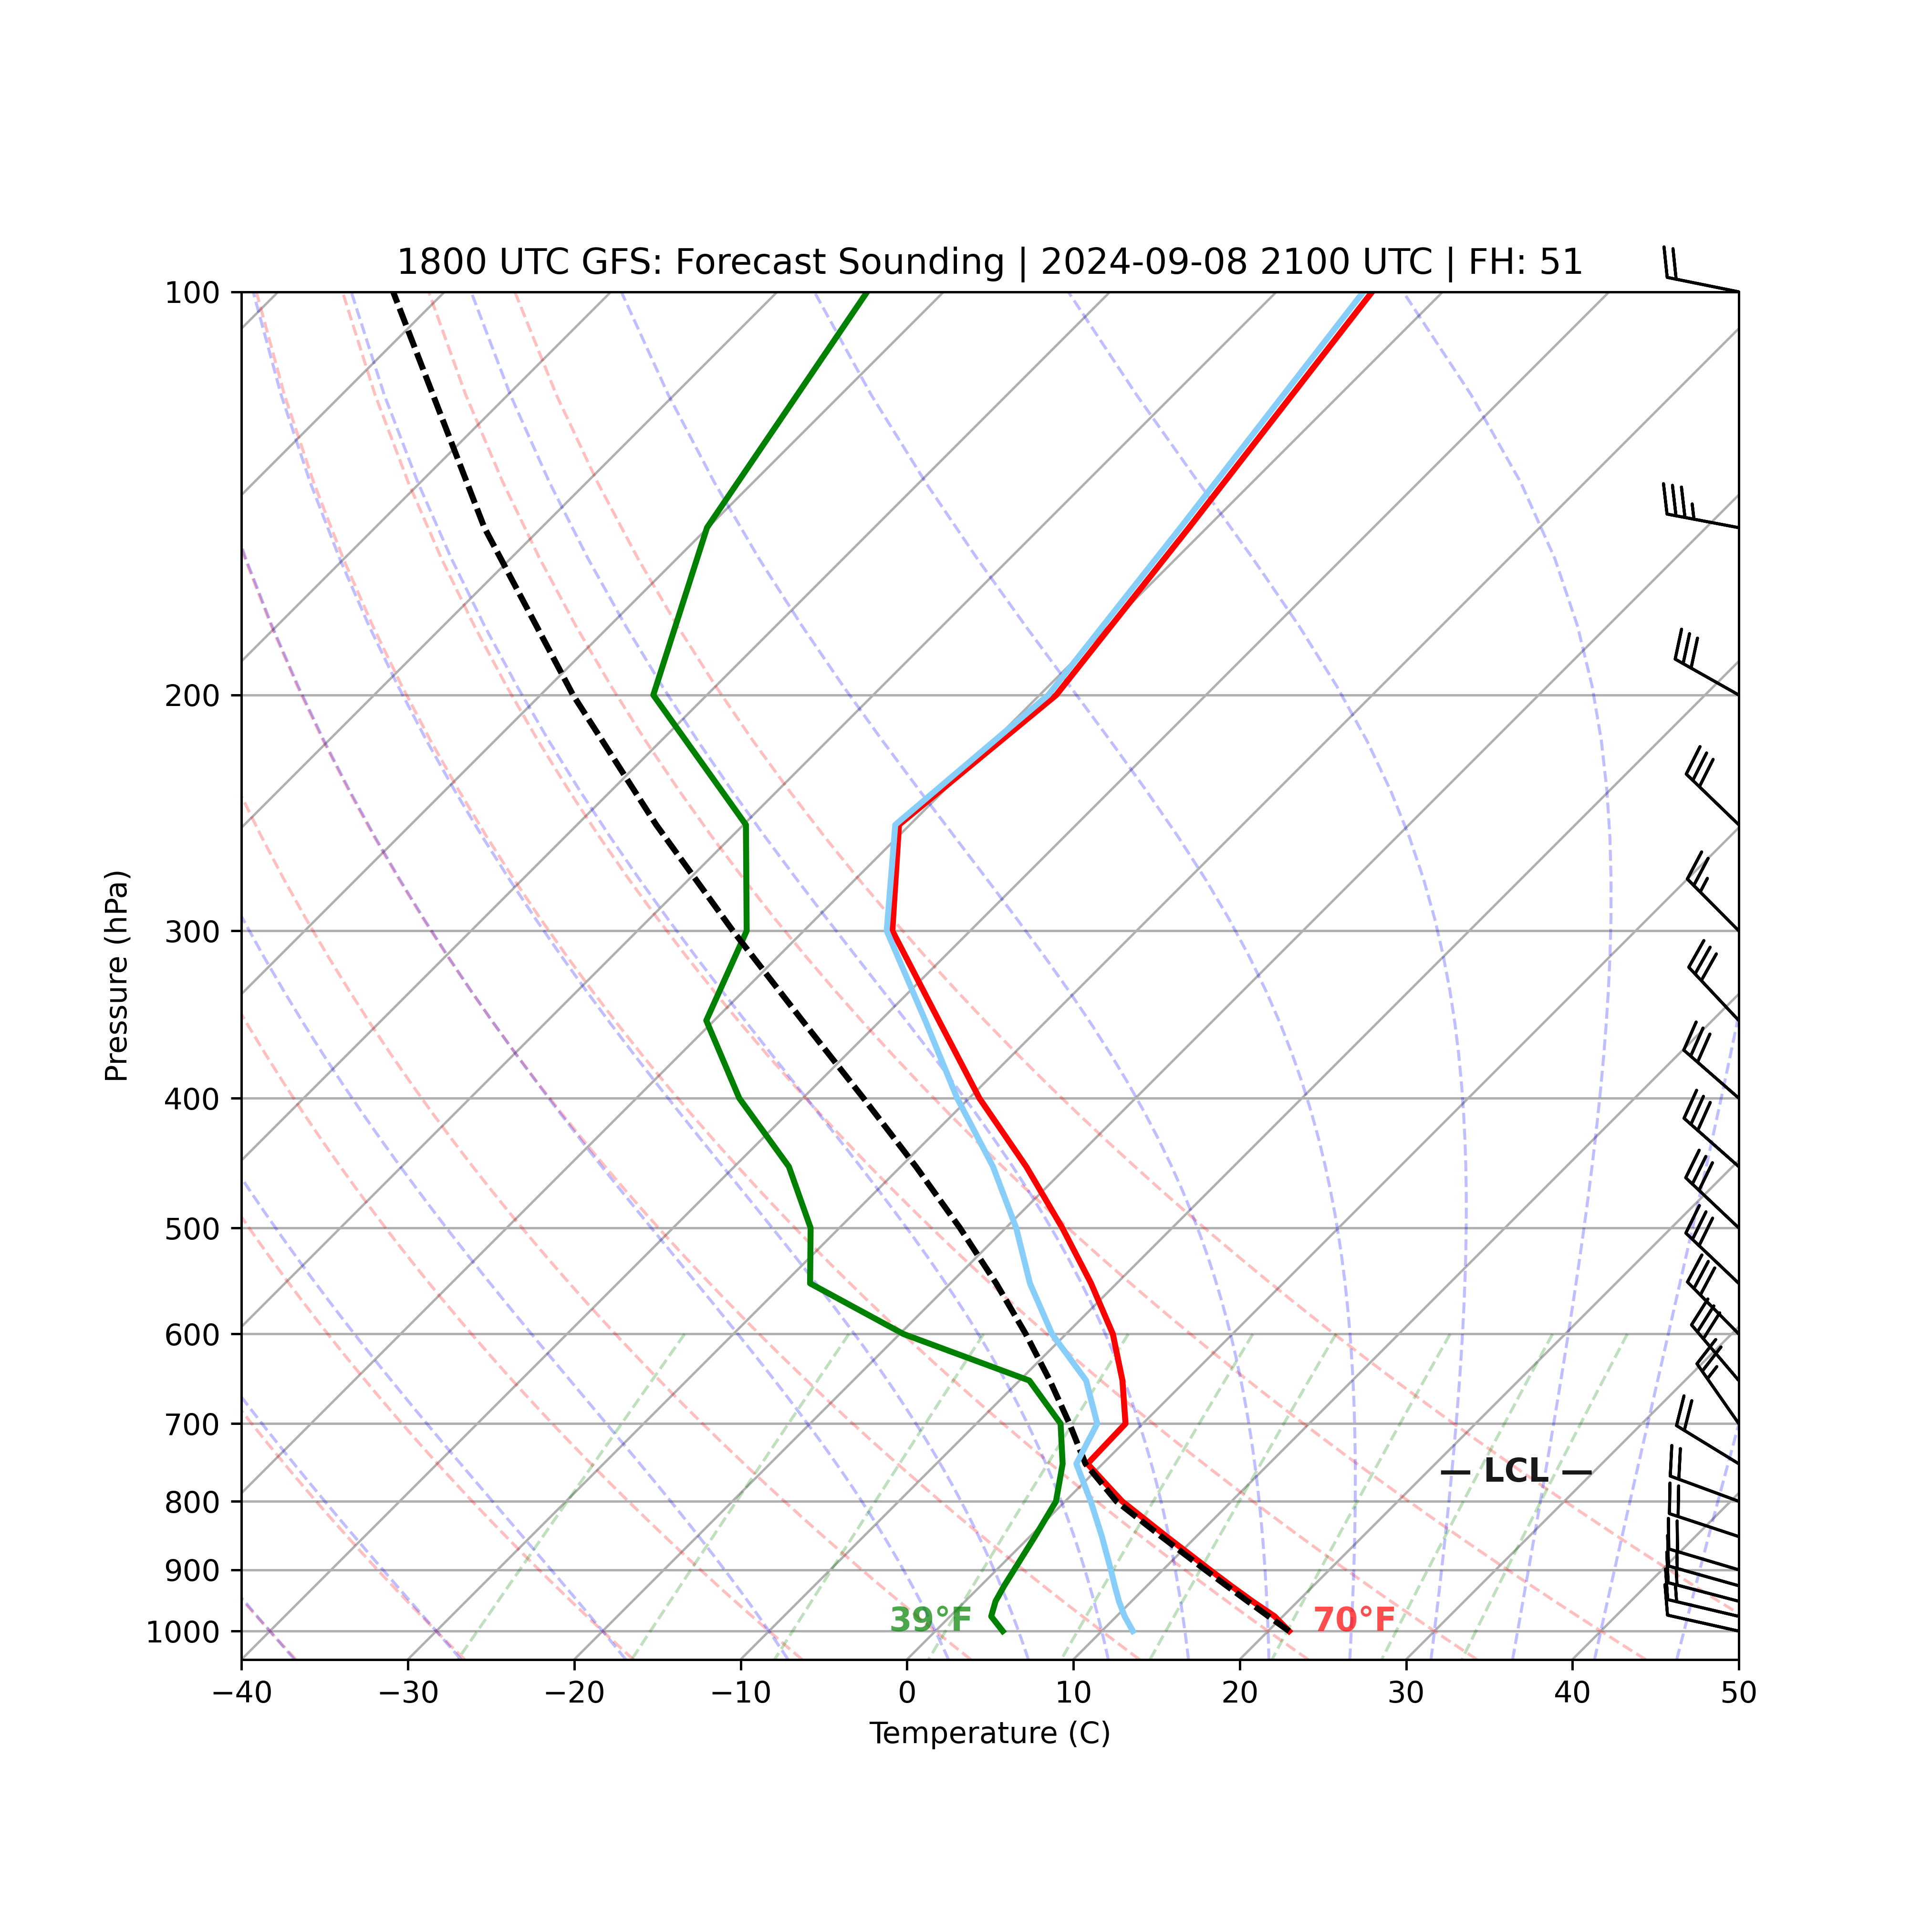 1800 UTC GFS: Forecast Sounding | 2024-09-08 2100 UTC | FH: 51
100
200
300
400
500
600
700
800
900
1000
Pressure (hPa)
— LCL —
39°F
70°F
−40 −30 −20 −10 0 10 20 30 40 50
Temperature (C)